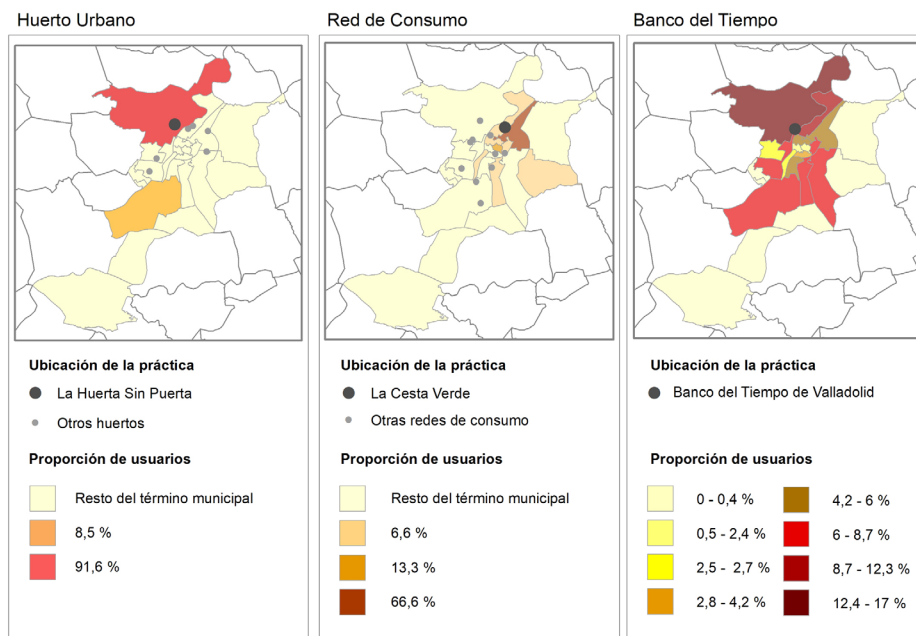 Huerto Urbano
Ubicación de la práctica
La Huerta Sin Puerta
Otros huertos
Proporción de usuarios
Resto del término municipal
8,5 %
91,6 %
Red de Consumo
Ubicación de la práctica
La Cesta Verde
Otras redes de consumo
Proporción de usuarios
Resto del término municipal
6,6 %
13,3 %
66,6 %
Banco del Tiempo
Ubicación de la práctica
Banco del Tiempo de Valladolid
Proporción de usuarios
0 - 0,4 %
0,5 - 2,4 %
2,5 - 2,7 %
2,8 - 4,2 %
4,2 - 6 %
6 - 8,7 %
8,7 - 12,3 %
12,4 - 17 %